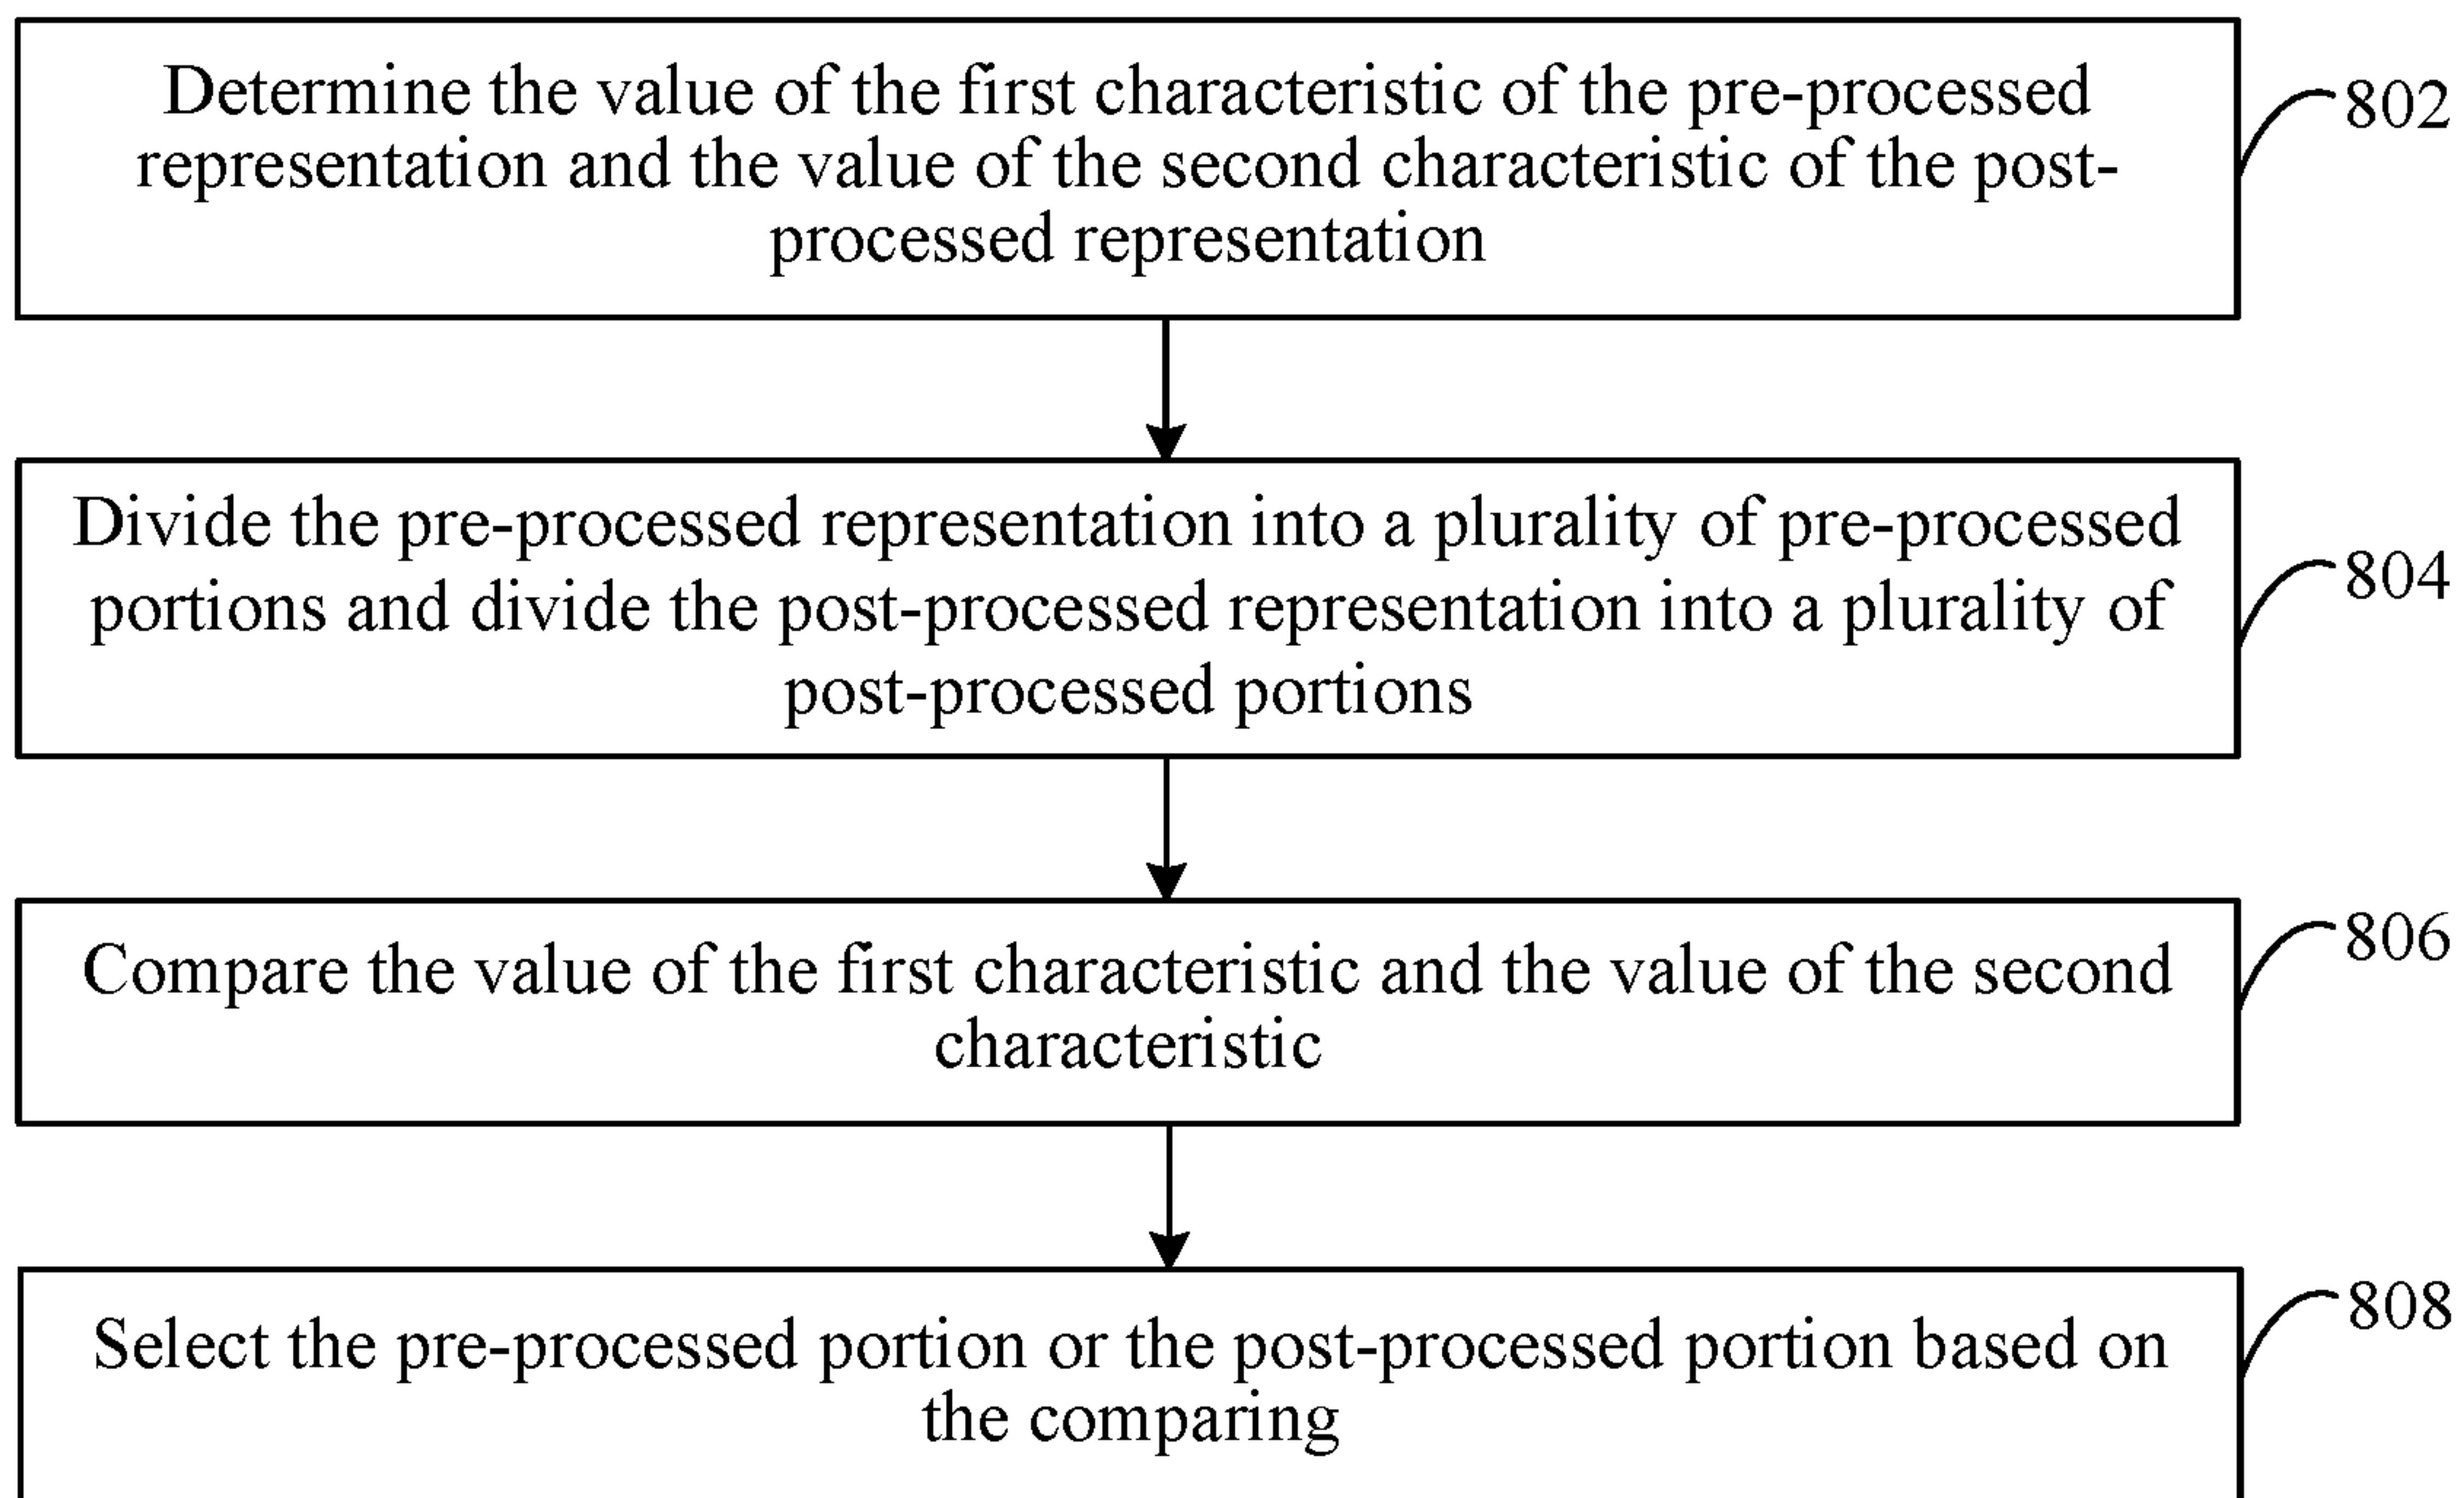 Determine the value of the first characteristic of the pre-processed
representation and the value of the second characteristic of the post-
processed representation
802
Divide the pre-processed representation into a plurality of pre-processed
portions and divide the post-processed representation into a plurality of
post-processed portions
804
Compare the value of the first characteristic and the value of the second
characteristic
806
Select the pre-processed portion or the post-processed portion based on
the comparing
808